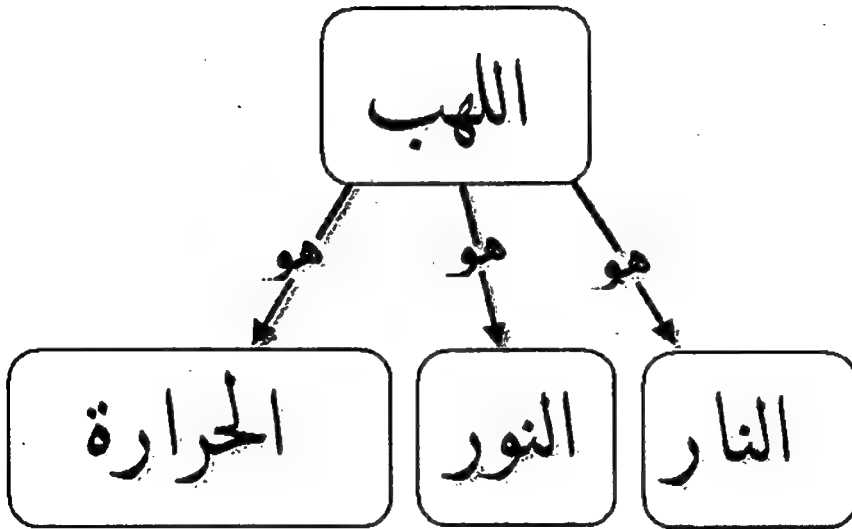 اللهب
هو هو هو
النار النور الحرارة